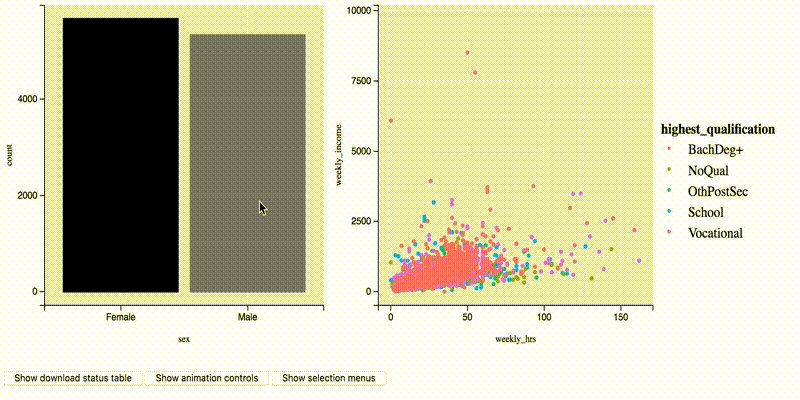 count
4000
2000
0
Female
Male
sex
weekly_income
10000
7500
5000
2500
0
0
50
100
150
weekly_hrs
highest_qualification
BachDeg+
NoQual
OthPostSec
School
Vocational
Show download status table
Show animation controls
Show selection menus